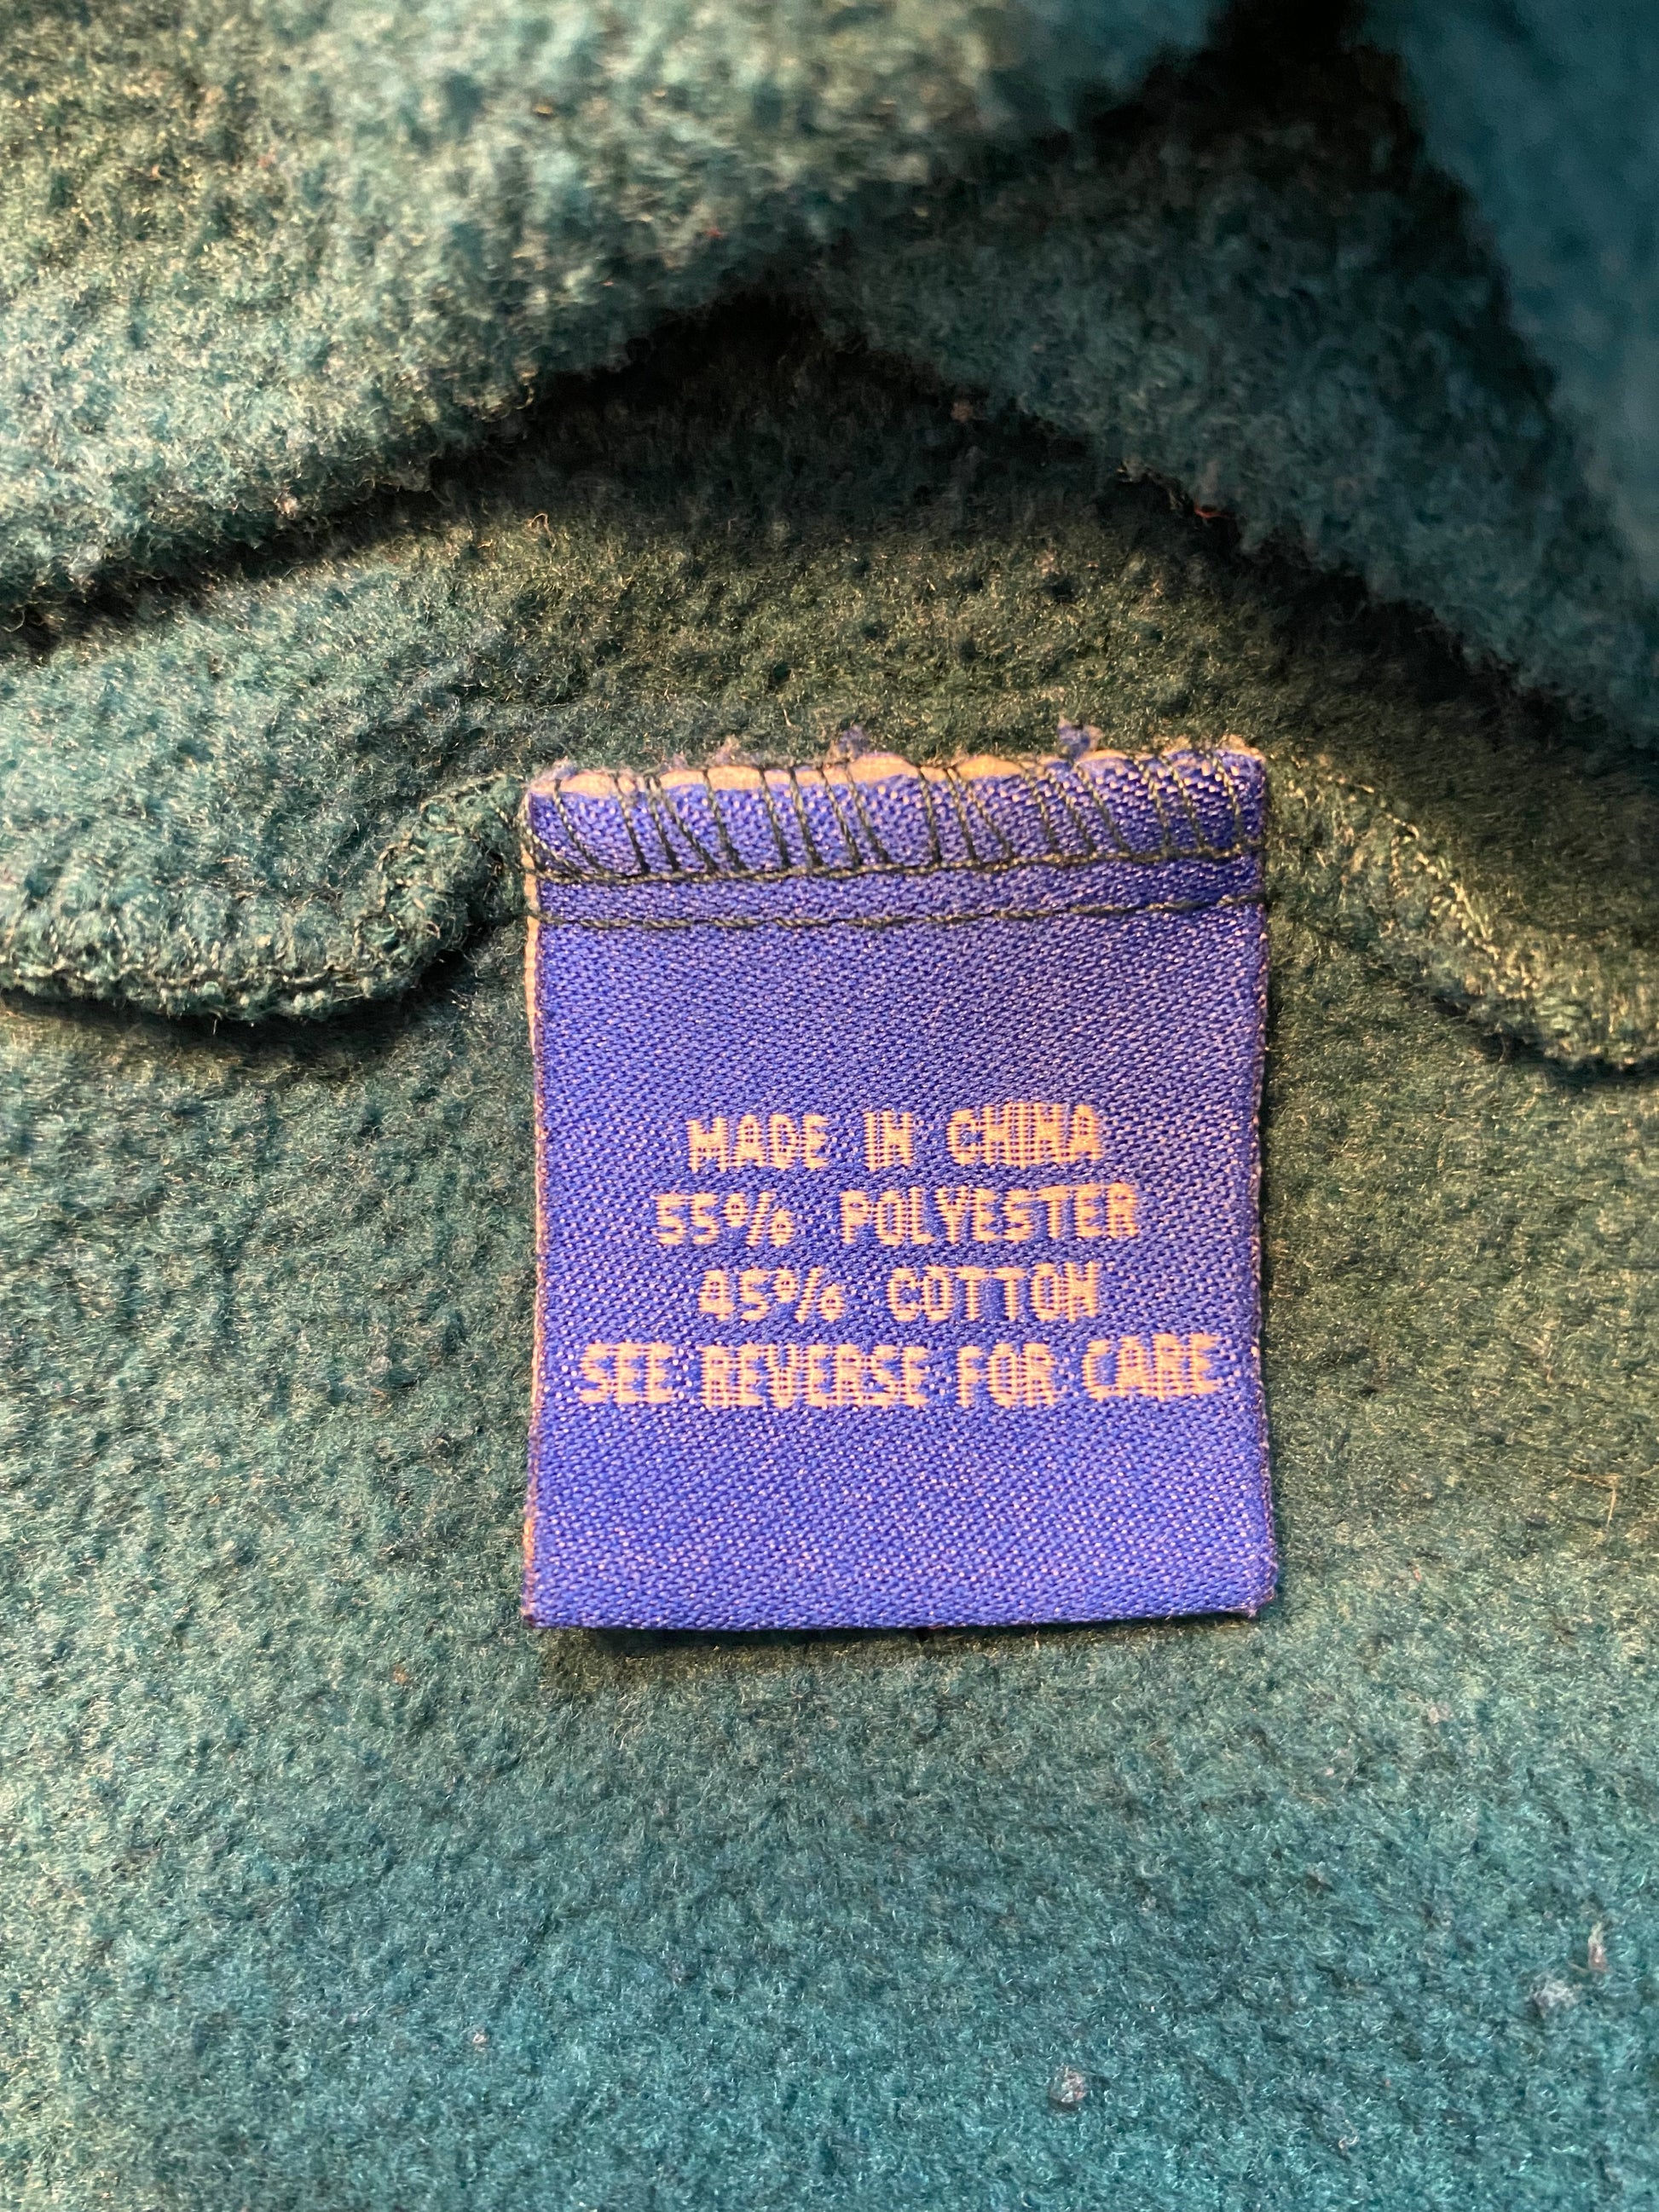 MADE IN CHINA
55% POLYESTER
45% COTTON
SEE REVERSE FOR CARE